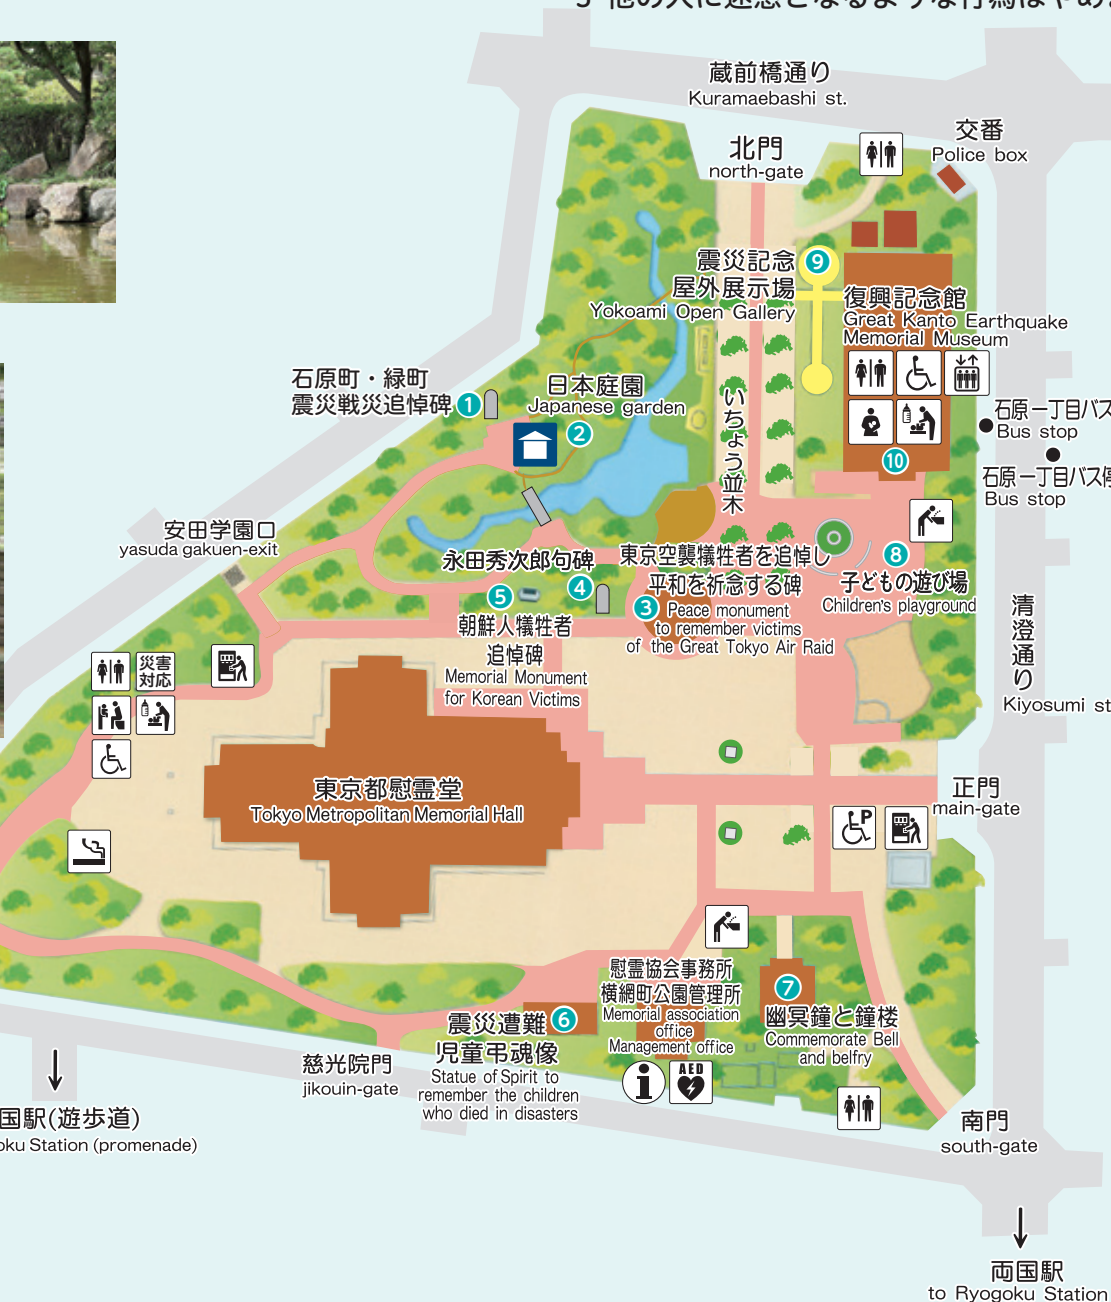 蔵前橋通り
Kuramaebashi st.
交番
Police box
北門
north-gate
震災記念
屋外展示場
Yokoami Open Gallery
9
復興記念館
Great Kanto Earthquake
Memorial Museum
10
石原町・緑町
震災戦災追悼碑 1
日本庭園
Japanese garden
2
いちょう並木
石原一丁目バス
Bus stop
石原一丁目バス停
Bus stop
安田学園口
yasuda gakuen-exit
永田秀次郎句碑
4
東京空襲犠牲者を追悼し
平和を祈念する碑
3 Peace monument
to remember victims
of the Great Tokyo Air Raid
8
子どもの遊び場
Children's playground
5
朝鮮人犠牲者
追悼碑
Memorial Monument
for Korean Victims
清澄通り
Kiyosumi st
災害
対応
東京都慰霊堂
Tokyo Metropolitan Memorial Hall
正門
main-gate
P
慰霊協会事務所
横網町公園管理所
Memorial association
office
Management office
i
AED
7
幽冥鐘と鐘楼
Commemorate Bell
and belfry
震災遭難 6
児童弔魂像
Statue of Spirit to
remember the children
who died in disasters
慈光院門
jikouin-gate
国駅(遊歩道)
oku Station (promenade)
南門
south-gate
両国駅
to Ryogoku Station